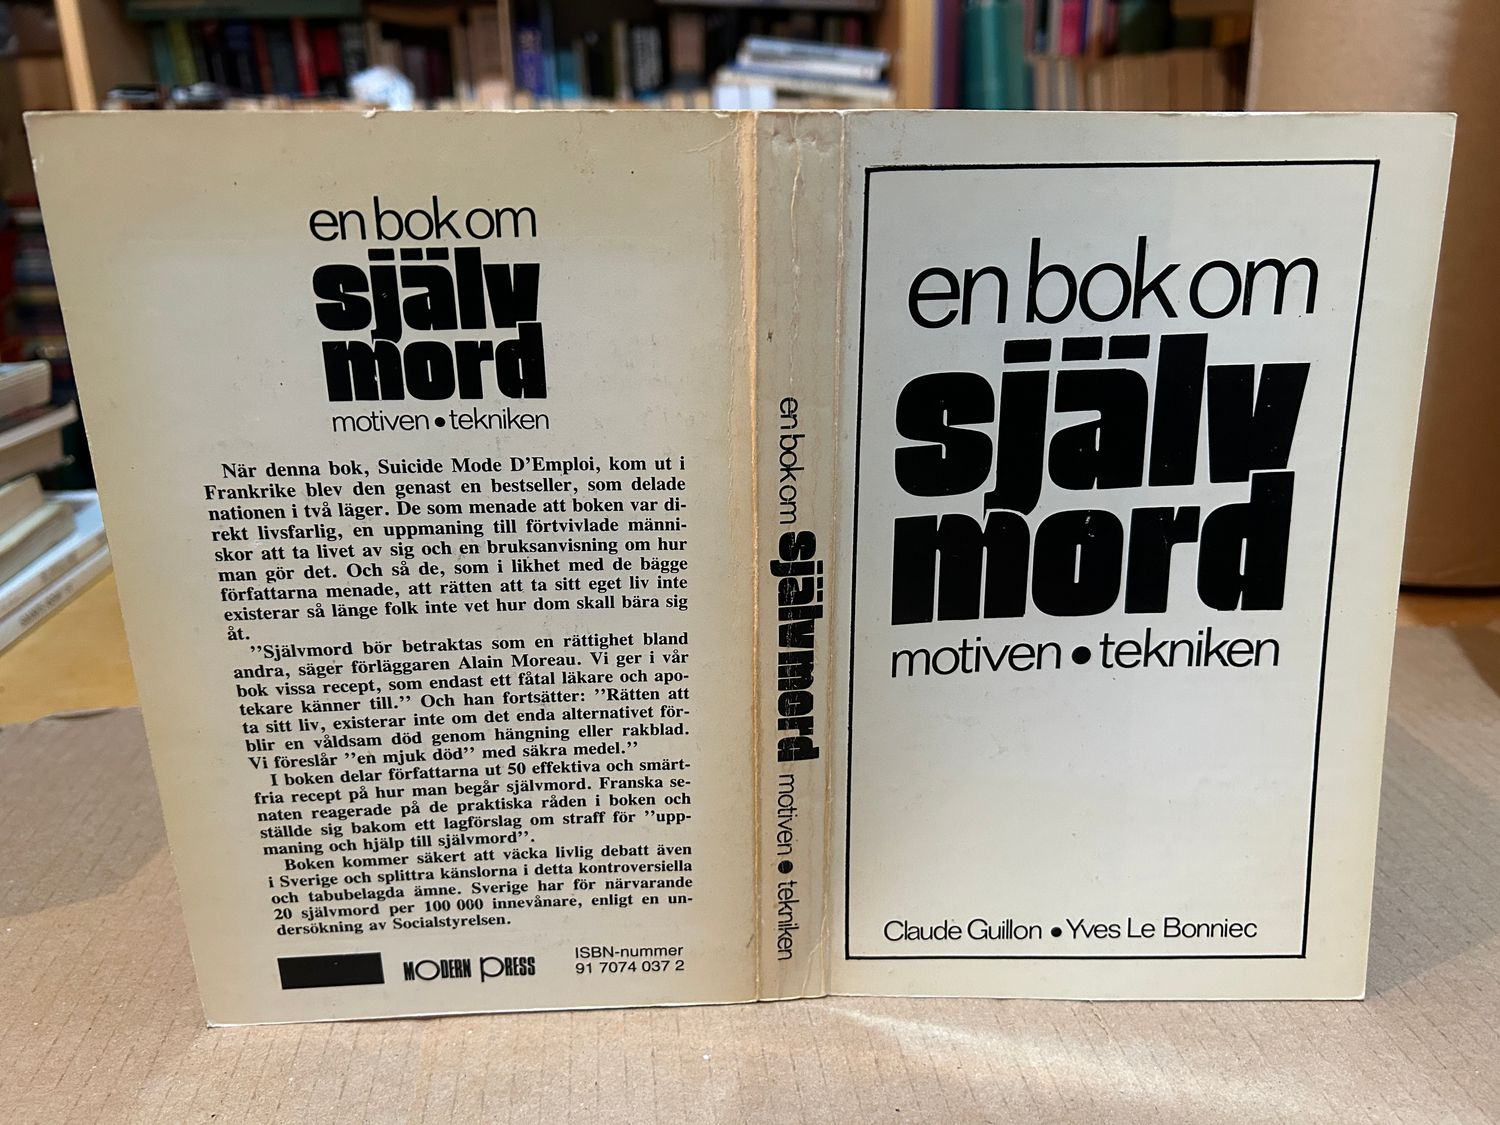 en bok om
själv
mord
motiven • tekniken
När denna bok, Suicide Mode D'Emploi, kom ut i
Frankrike blev den genast en bestseller, som delade
nationen i två läger. De som menade att boken var di-
rekt livsfarlig, en uppmaning till förtvivlade männi-
skor att ta livet av sig och en bruksanvisning om hur
man gör det. Och så de, som i likhet med de bägge
författarna menade, att rätten att ta sitt eget liv inte
existerar så länge folk inte vet hur dom skall bära sig
åt.
''Självmord bör betraktas som en rättighet bland
andra, säger förläggaren Alain Moreau. Vi ger i vår
bok vissa recept, som endast ett fåtal läkare och apo-
tekare känner till.'' Och han fortsätter: ''Rätten att
ta sitt liv, existerar inte om det enda alternativet för-
blir en våldsam död genom hängning eller rakblad.
Vi föreslår ''en mjuk död'' med säkra medel.''
I boken delar författarna ut 50 effektiva och smärt-
fria recept på hur man begår självmord. Franska se-
naten reagerade på de praktiska råden i boken och
ställde sig bakom ett lagförslag om straff för ''upp-
maning och hjälp till självmord''.
Boken kommer säkert att väcka livlig debatt även
i Sverige och splittra känslorna i detta kontroversiella
och tabubelagda ämne. Sverige har för närvarande
20 självmord per 100 000 innevånare, enligt en un-
dersökning av Socialstyrelsen.
MODERN PRESS
ISBN-nummer
91 7074 037 2
en bok om självmord motiven • tekniken
en bok om
själv
mord
motiven • tekniken
Claude Guillon • Yves Le Bonniec